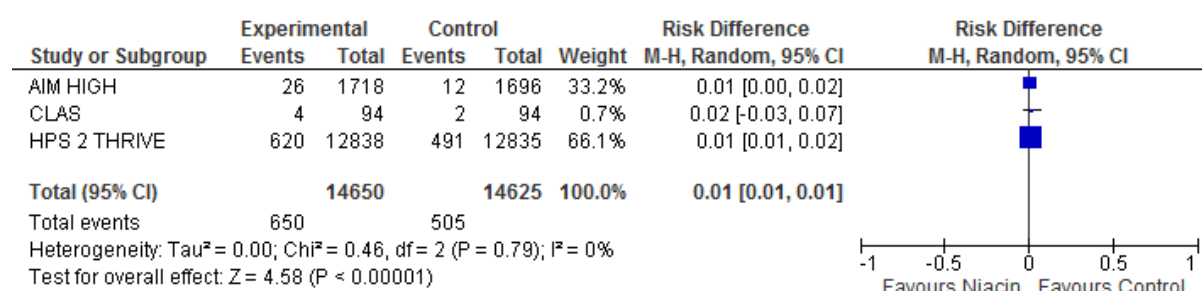 Experimental Control Risk Difference Risk Difference
Study or Subgroup Events Total Events Total Weight M-H, Random, 95% CI M-H, Random, 95% CI
AIM HIGH 26 1718 12 1696 33.2% 0.01 [0.00, 0.02]
CLAS 4 94 2 94 0.7% 0.02 [-0.03, 0.07]
HPS 2 THRIVE 620 12838 491 12835 66.1% 0.01 [0.01, 0.02]
Total (95% CI) 14650 14625 100.0% 0.01 [0.01, 0.01]
Total events 650 505
Heterogeneity: Tau² = 0.00; Chi² = 0.46, df = 2 (P = 0.79); I² = 0%
Test for overall effect: Z = 4.58 (P < 0.00001)
-1 -0.5 0 0.5 1
Favours Niacin Favours Control